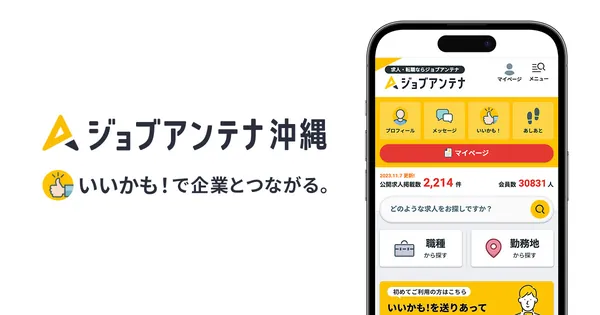 ジョブアンテナ沖縄
いいかも!で企業とつながる。
求人・転職ならジョブアンテナ
ジョブアンテナ
マイページ
メニュー
プロフィール
メッセージ
いいかも!
あしあと
マイページ
2023.11.7 更新!
公開求人掲載数 2,214 件
会員数 30831 人
どのような求人をお探しですか?
職種
から探す
勤務地
から探す
初めてご利用の方はこちら
いいかも!を送りあって